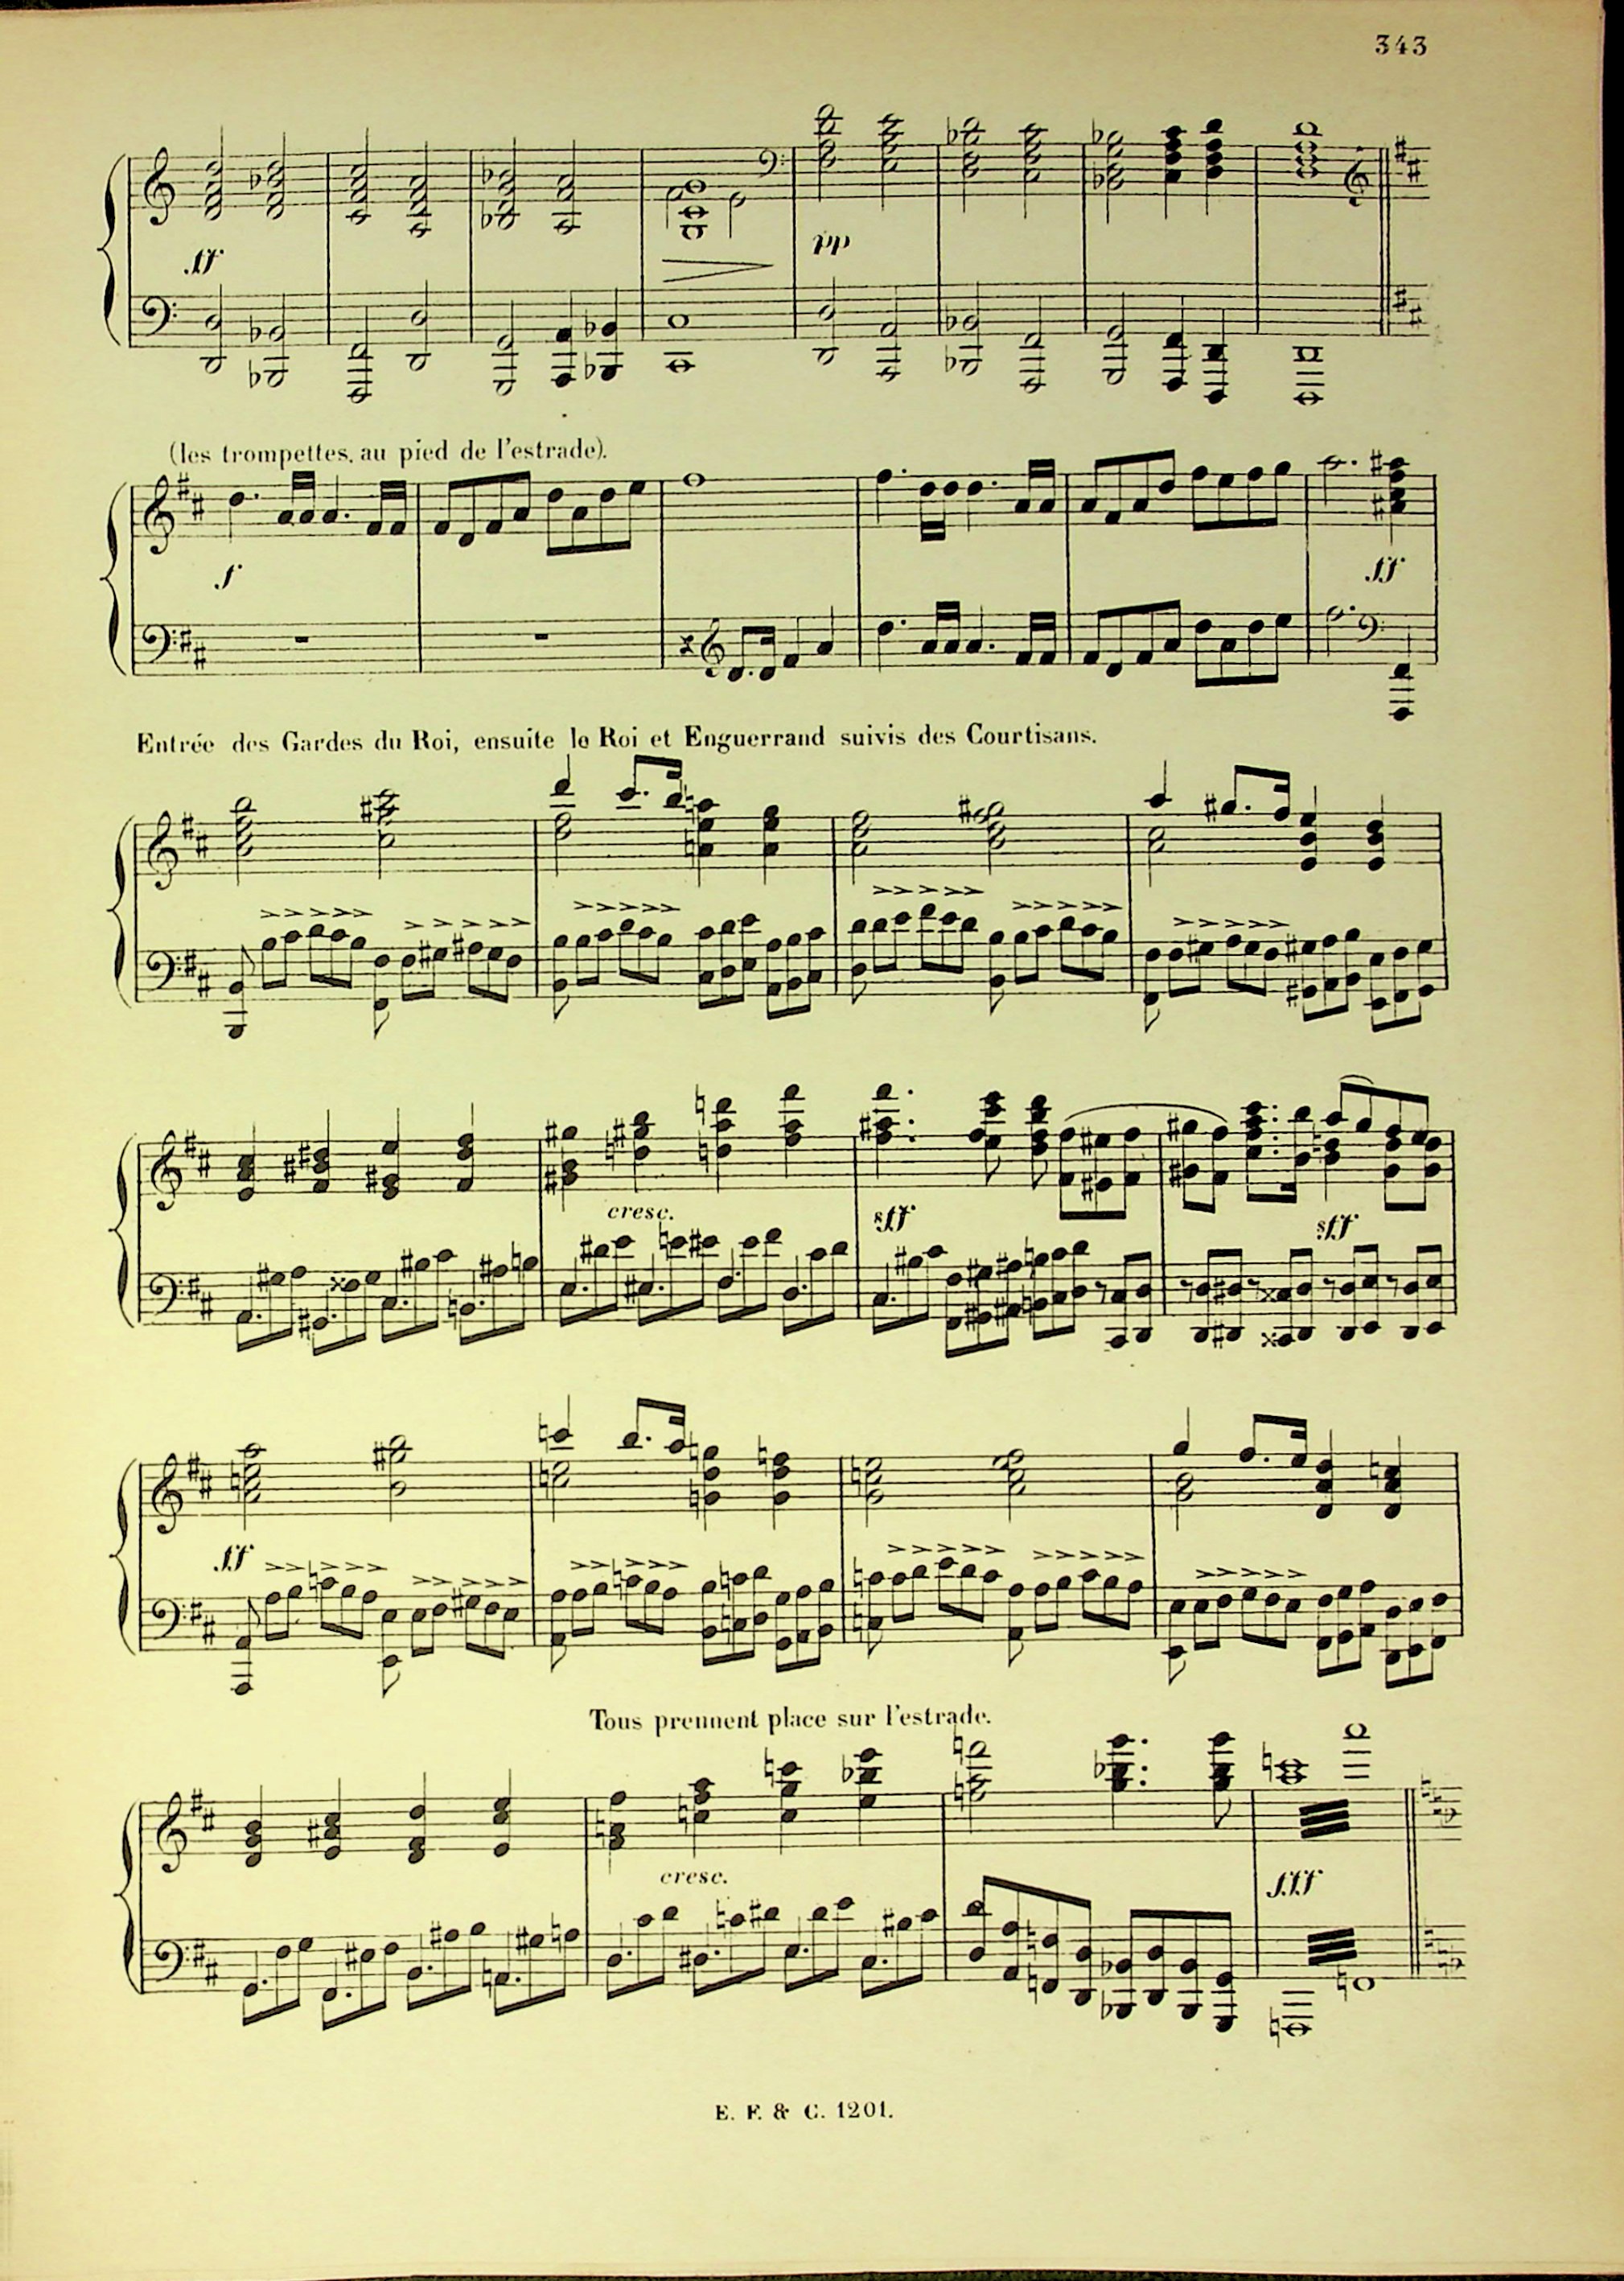 343
ff
pp
(les trompettes, au pied de l'estrade).
f
ff
Entrée des Gardes du Roi, ensuite le Roi et Enguerrand suivis des Courtisans.
cresc.
sff
sff
ff
Tous prennent place sur l'estrade.
cresc.
fff
E. F. & C. 1201.